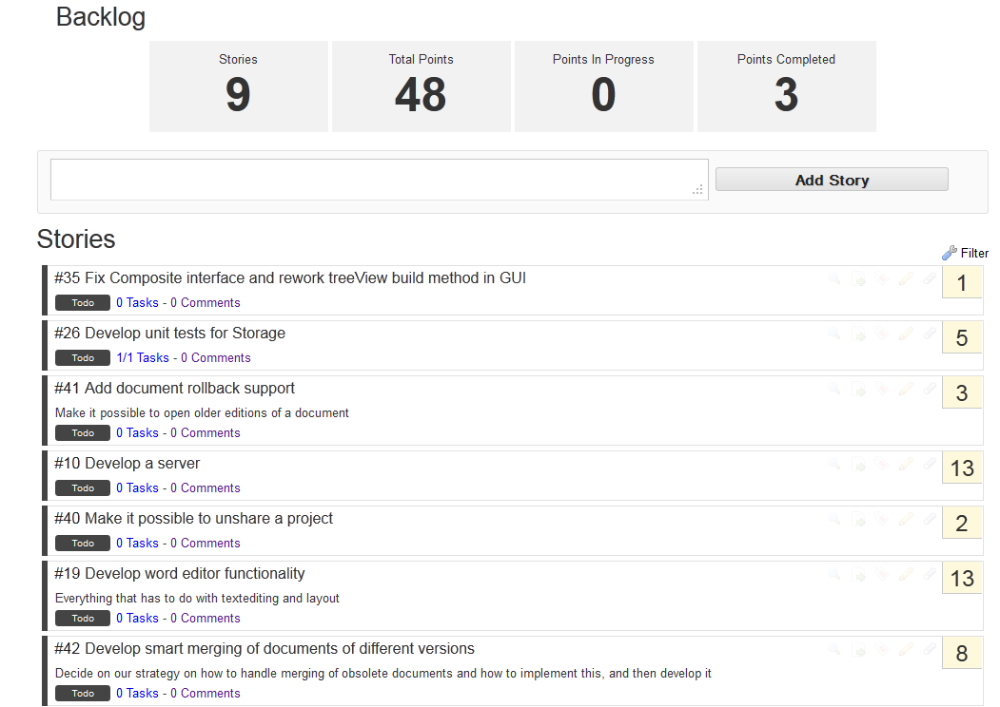 Backlog
Stories Total Points Points In Progress Points Completed
9 48 0 3
Add Story
Stories
Filter
#35 Fix Composite interface and rework treeView build method in GUI 1
Todo 0 Tasks - 0 Comments
#26 Develop unit tests for Storage 5
Todo 1/1 Tasks - 0 Comments
#41 Add document rollback support 3
Make it possible to open older editions of a document
Todo 0 Tasks - 0 Comments
#10 Develop a server 13
Todo 0 Tasks - 0 Comments
#40 Make it possible to unshare a project 2
Todo 0 Tasks - 0 Comments
#19 Develop word editor functionality 13
Everything that has to do with textediting and layout
Todo 0 Tasks - 0 Comments
#42 Develop smart merging of documents of different versions 8
Decide on our strategy on how to handle merging of obsolete documents and how to implement this, and then develop it
Todo 0 Tasks - 0 Comments